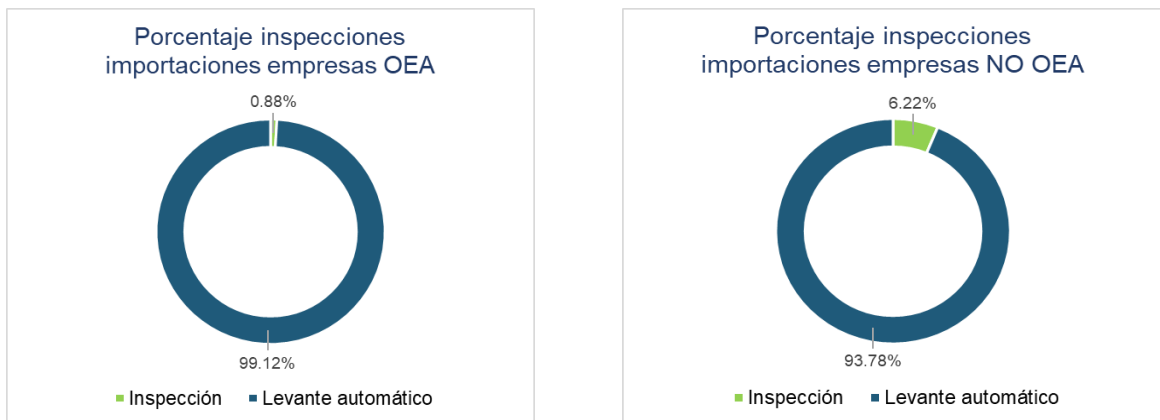 Porcentaje inspecciones
importaciones empresas OEA
0.88%
99.12%
Inspección Levante automático
Porcentaje inspecciones
importaciones empresas NO OEA
6.22%
93.78%
Inspección Levante automático